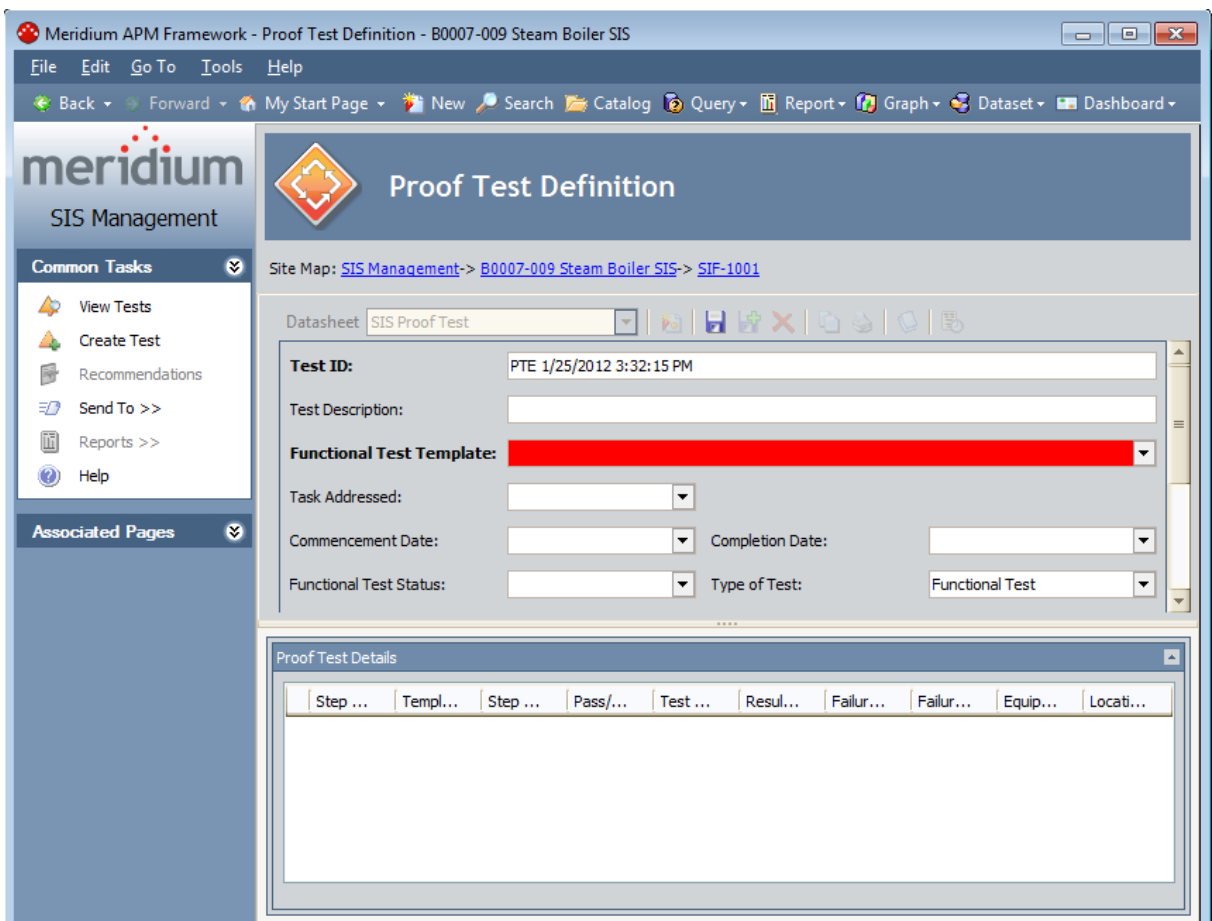 Meridium APM Framework - Proof Test Definition - B0007-009 Steam Boiler SIS
File Edit Go To Tools Help
Back Forward My Start Page New Search Catalog Query Report Graph Dataset Dashboard
meridium
SIS Management
Common Tasks
View Tests
Create Test
Recommendations
Send To >>
Reports >>
Help
Associated Pages
Proof Test Definition
Site Map: SIS Management-> B0007-009 Steam Boiler SIS-> SIF-1001
Datasheet SIS Proof Test
Test ID: PTE 1/25/2012 3:32:15 PM
Test Description:
Functional Test Template:
Task Addressed:
Commencement Date: Completion Date:
Functional Test Status: Type of Test: Functional Test
Proof Test Details
Step ... Templ... Step ... Pass/... Test ... Resul... Failur... Failur... Equip... Locati...